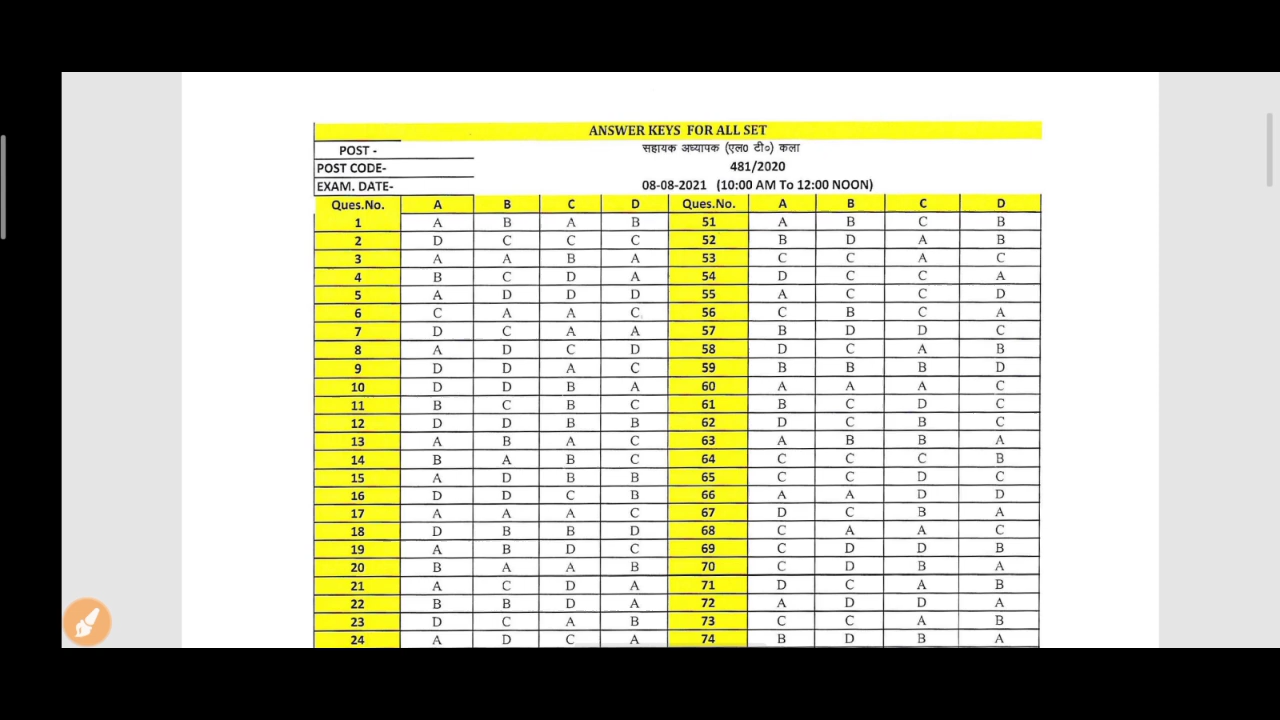 ANSWER KEYS FOR ALL SET
POST - सहायक अध्यापक (एल0 टी०) कला
POST CODE- 481/2020
EXAM. DATE- 08-08-2021 (10:00 AM To 12:00 NOON)
Ques.No. A B C D Ques.No. A B C D
1 A B A B 51 A B C B
2 D C C C 52 B D A B
3 A A B A 53 C C A C
4 B C D A 54 D C C A
5 A D D D 55 A C C D
6 C A A C 56 C B C A
7 D C A A 57 B D D C
8 A D C D 58 D C A B
9 D D A C 59 B B B D
10 D D B A 60 A A A C
11 B C B C 61 B C D C
12 D D B B 62 D C B C
13 A B A C 63 A B B A
14 B A B C 64 C C C B
15 A D B B 65 C C D C
16 D D C B 66 A A D D
17 A A A C 67 D C B A
18 D B B D 68 C A A C
19 A B D C 69 C D D B
20 B A A B 70 C D B A
21 A C D A 71 D C A B
22 B B D A 72 A D D A
23 D C A B 73 C C A B
24 A D C A 74 B D B A